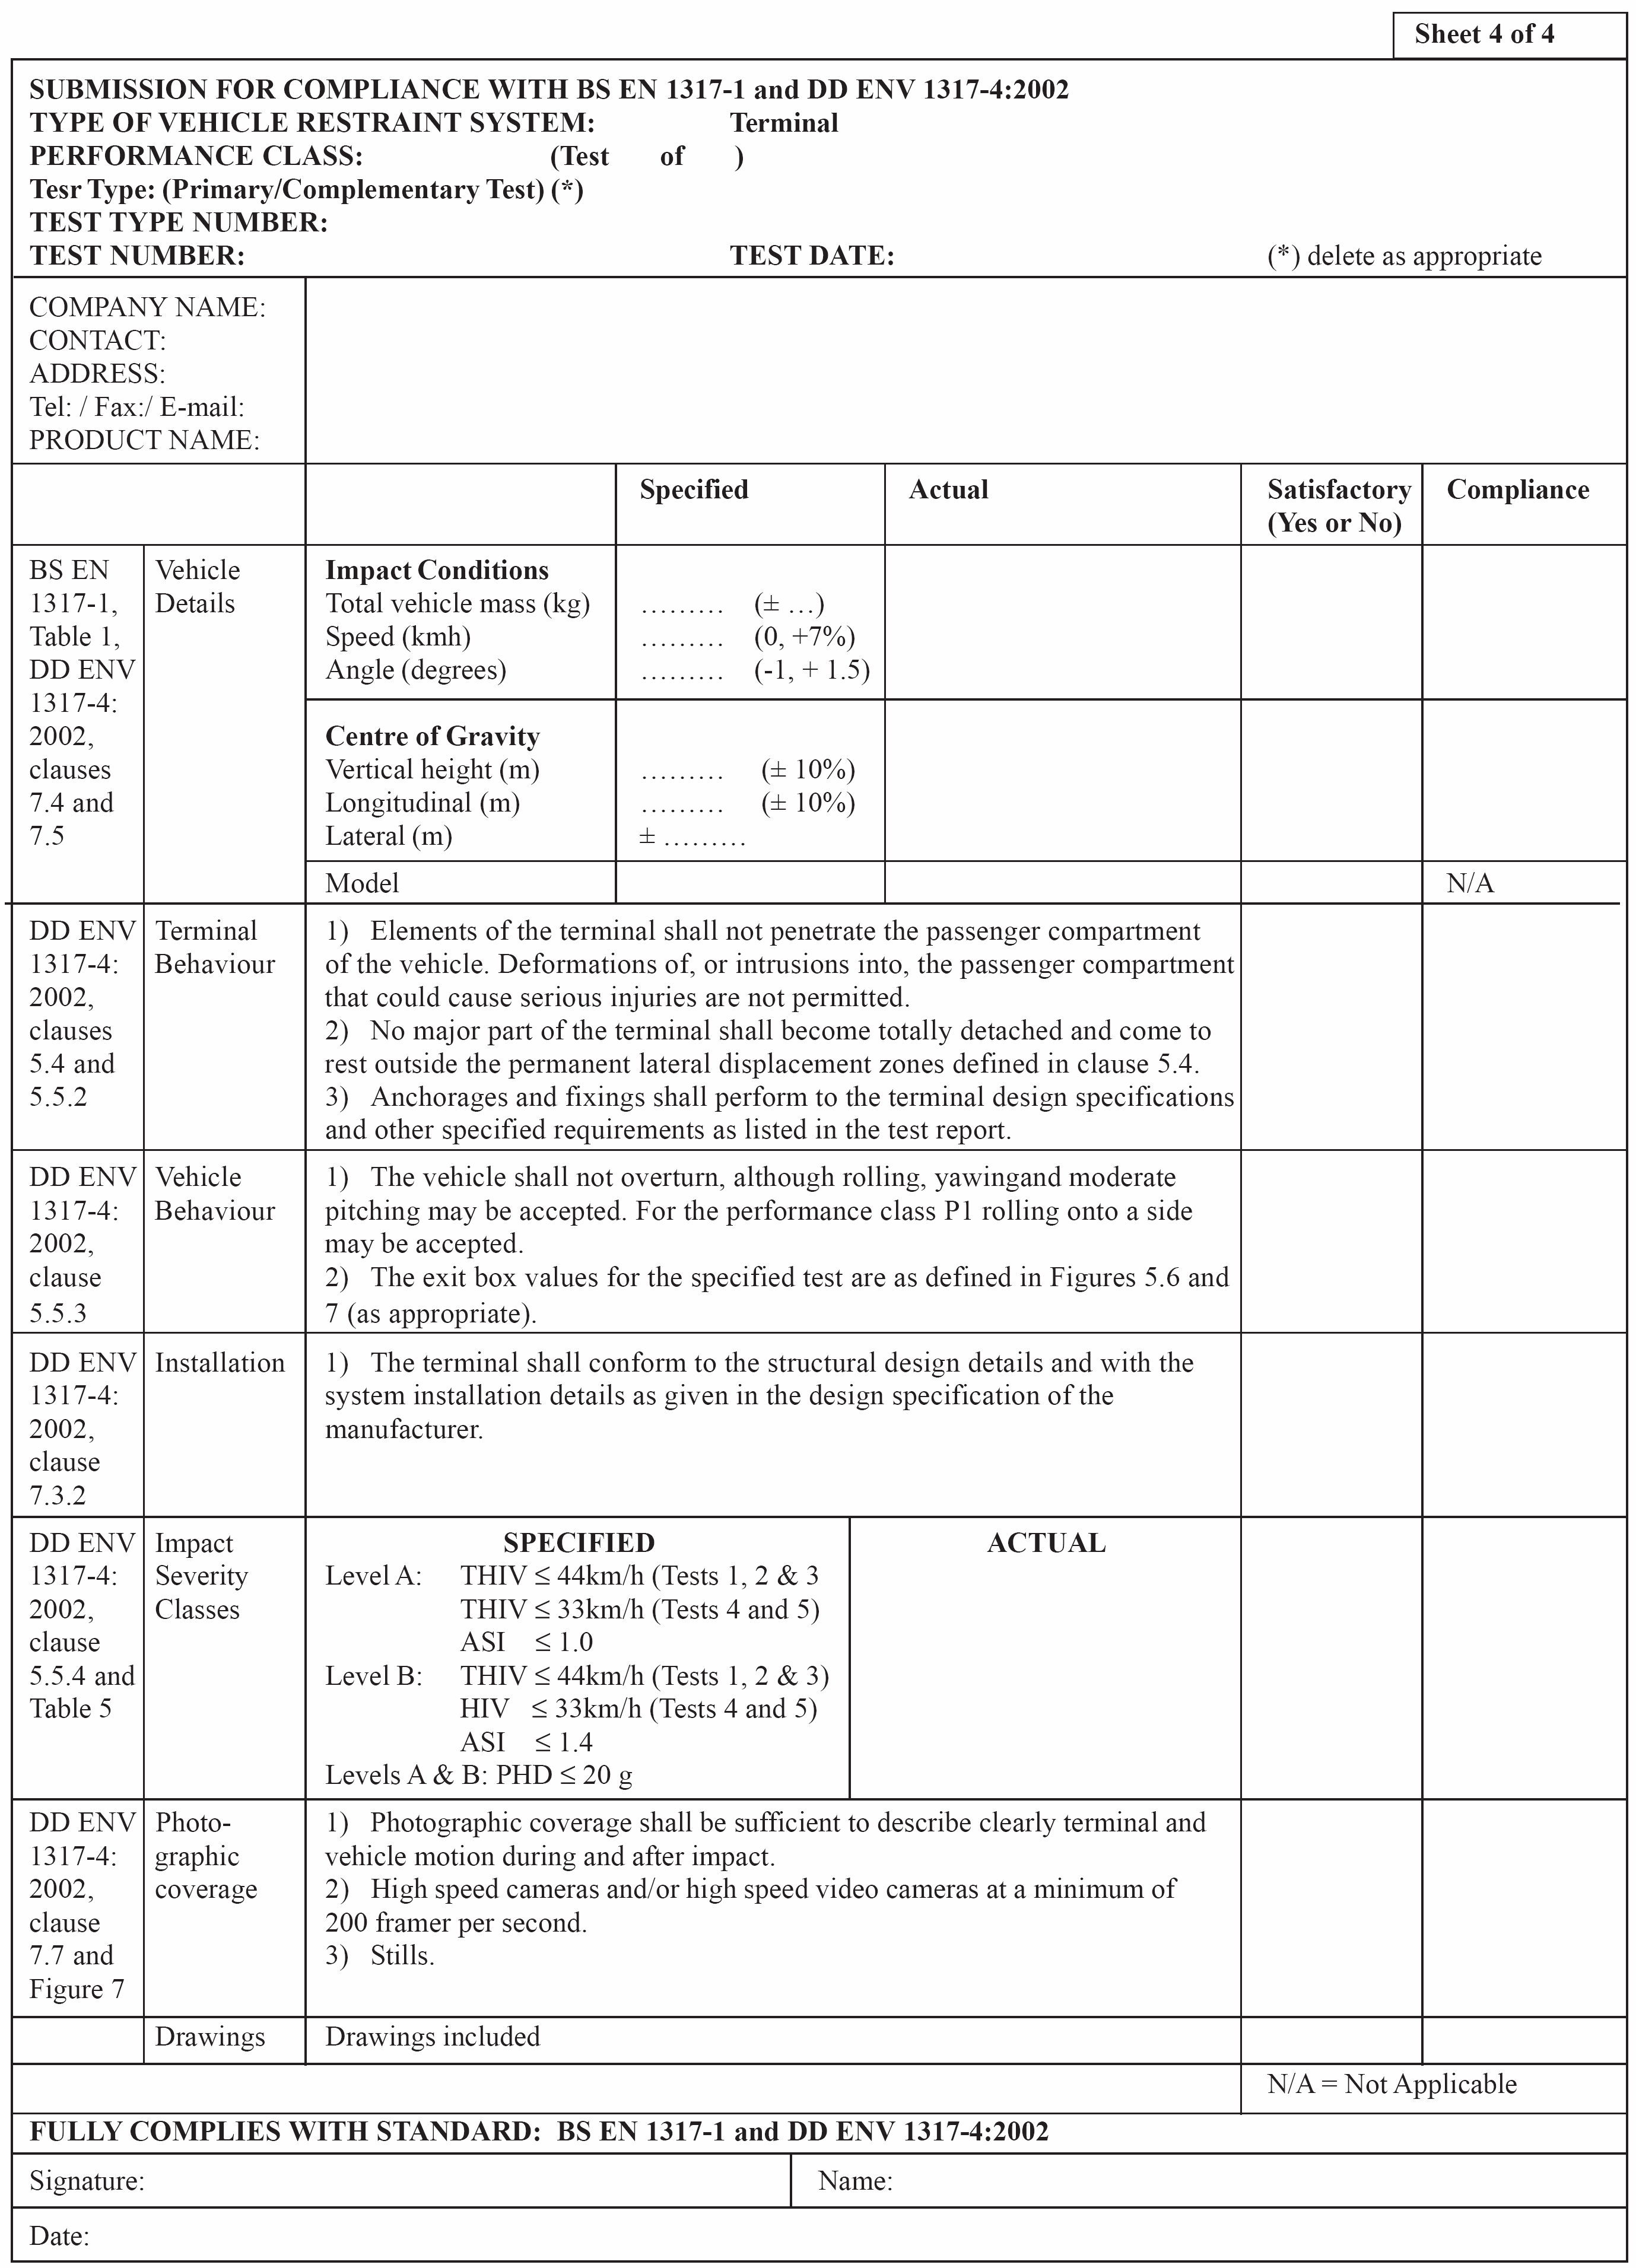 Sheet 4 of 4
SUBMISSION FOR COMPLIANCE WITH BS EN 1317-1 and DD ENV 1317-4:2002
TYPE OF VEHICLE RESTRAINT SYSTEM: Terminal
PERFORMANCE CLASS: (Test of )
Tesr Type: (Primary/Complementary Test) (*)
TEST TYPE NUMBER:
TEST NUMBER: TEST DATE: (*) delete as appropriate
COMPANY NAME:
CONTACT:
ADDRESS:
Tel: / Fax:/ E-mail:
PRODUCT NAME:
Specified Actual Satisfactory (Yes or No) Compliance
BS EN
1317-1,
Table 1,
DD ENV
1317-4:
2002,
clauses
7.4 and
7.5
Vehicle
Details
Impact Conditions
Total vehicle mass (kg) ......... (± ...)
Speed (kmh) ......... (0, +7%)
Angle (degrees) ......... (-1, + 1.5)
Centre of Gravity
Vertical height (m) ......... (± 10%)
Longitudinal (m) ......... (± 10%)
Lateral (m) ± .........
Model N/A
DD ENV
1317-4:
2002,
clauses
5.4 and
5.5.2
Terminal
Behaviour
1) Elements of the terminal shall not penetrate the passenger compartment
of the vehicle. Deformations of, or intrusions into, the passenger compartment
that could cause serious injuries are not permitted.
2) No major part of the terminal shall become totally detached and come to
rest outside the permanent lateral displacement zones defined in clause 5.4.
3) Anchorages and fixings shall perform to the terminal design specifications
and other specified requirements as listed in the test report.
DD ENV
1317-4:
2002,
clause
5.5.3
Vehicle
Behaviour
1) The vehicle shall not overturn, although rolling, yawingand moderate
pitching may be accepted. For the performance class P1 rolling onto a side
may be accepted.
2) The exit box values for the specified test are as defined in Figures 5.6 and
7 (as appropriate).
DD ENV
1317-4:
2002,
clause
7.3.2
Installation
1) The terminal shall conform to the structural design details and with the
system installation details as given in the design specification of the
manufacturer.
DD ENV
1317-4:
2002,
clause
5.5.4 and
Table 5
Impact
Severity
Classes
SPECIFIED
Level A: THIV ≤ 44km/h (Tests 1, 2 & 3
THIV ≤ 33km/h (Tests 4 and 5)
ASI ≤ 1.0
Level B: THIV ≤ 44km/h (Tests 1, 2 & 3)
HIV ≤ 33km/h (Tests 4 and 5)
ASI ≤ 1.4
Levels A & B: PHD ≤ 20 g
ACTUAL
DD ENV
1317-4:
2002,
clause
7.7 and
Figure 7
Photo-
graphic
coverage
1) Photographic coverage shall be sufficient to describe clearly terminal and
vehicle motion during and after impact.
2) High speed cameras and/or high speed video cameras at a minimum of
200 framer per second.
3) Stills.
Drawings Drawings included
N/A = Not Applicable
FULLY COMPLIES WITH STANDARD: BS EN 1317-1 and DD ENV 1317-4:2002
Signature: Name:
Date: